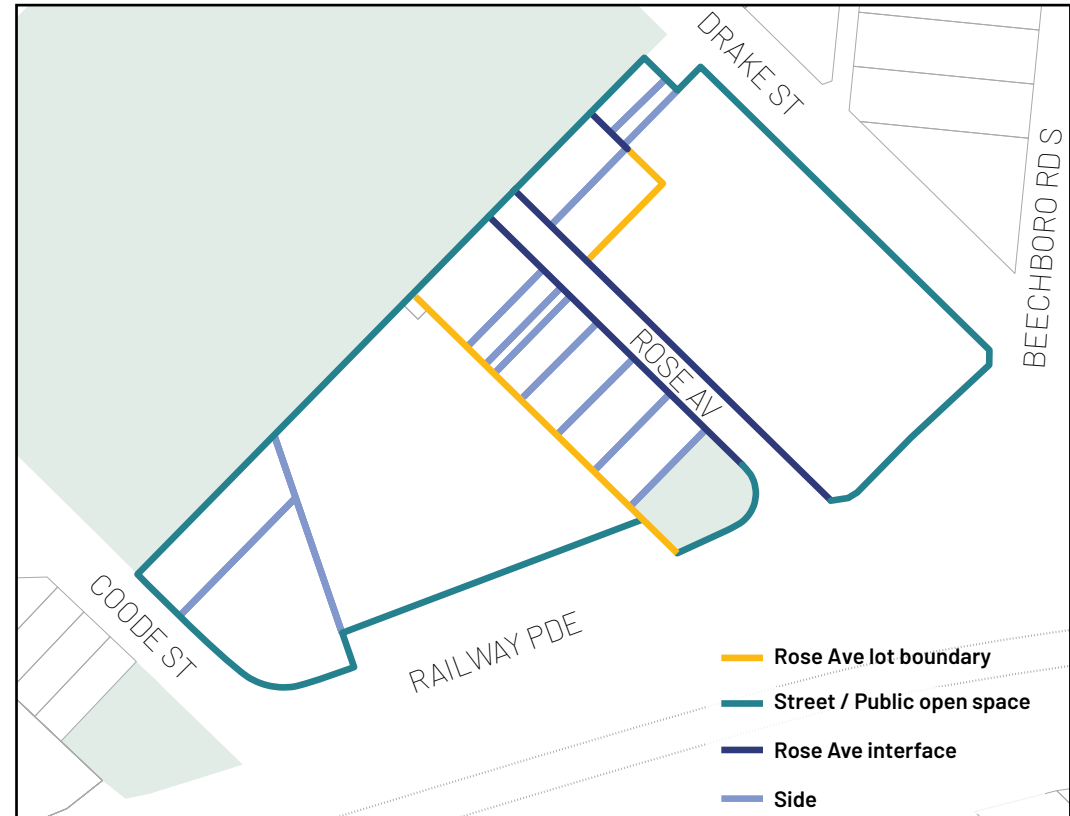 DRAKE ST
BEECHBORO RD S
ROSE AV
COODE ST
RAILWAY PDE
Rose Ave lot boundary
Street / Public open space
Rose Ave interface
Side